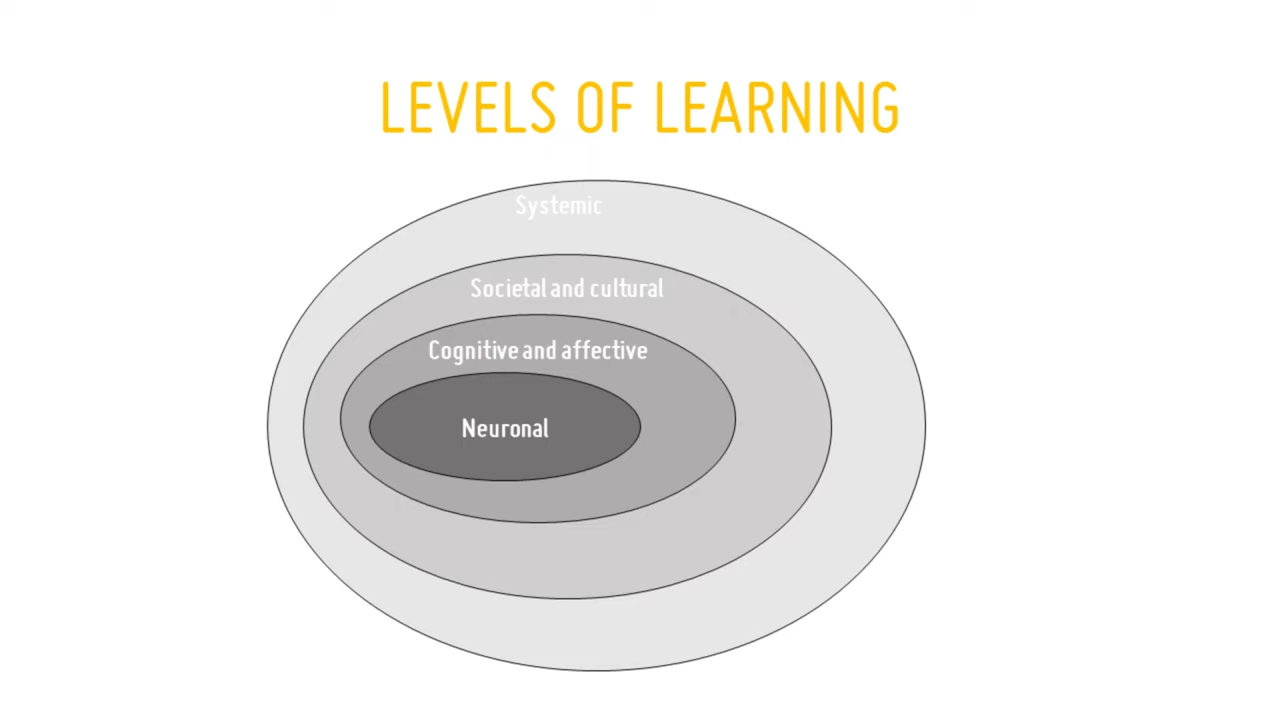 LEVELS OF LEARNING
Systemic
Societal and cultural
Cognitive and affective
Neuronal